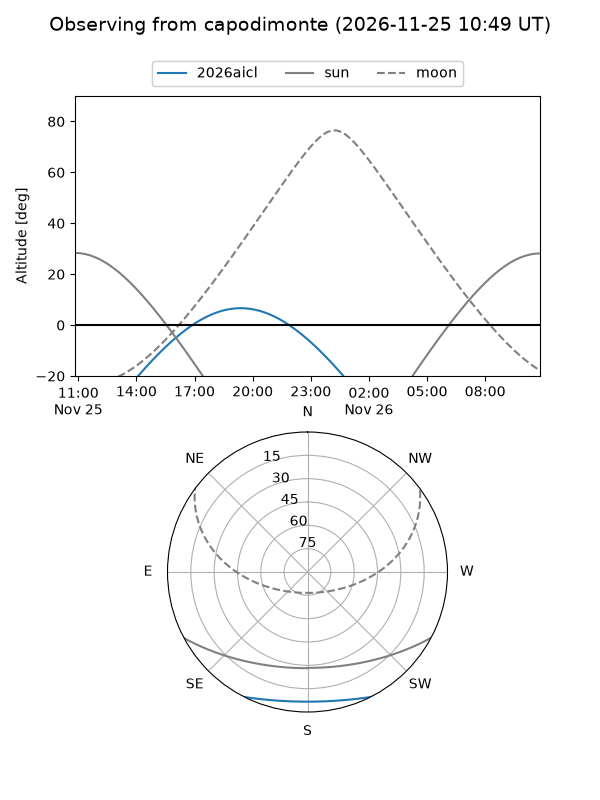 Observing from capodimonte (2026-11-25 10:49 UT)
2026aicl sun moon
Altitude [deg]
80
60
40
20
0
−20
11:00 14:00 17:00 20:00 23:00 02:00 05:00 08:00
Nov 25 Nov 26
N
NE NW
15
30
45
60
75
E W
SE SW
S